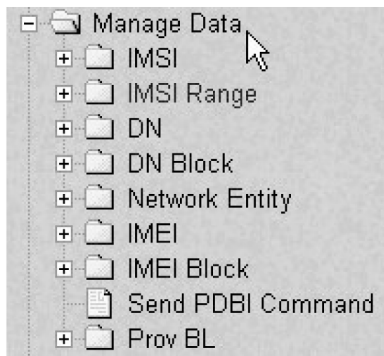 Manage Data
IMSI
IMSI Range
DN
DN Block
Network Entity
IMEI
IMEI Block
Send PDBI Command
Prov BL